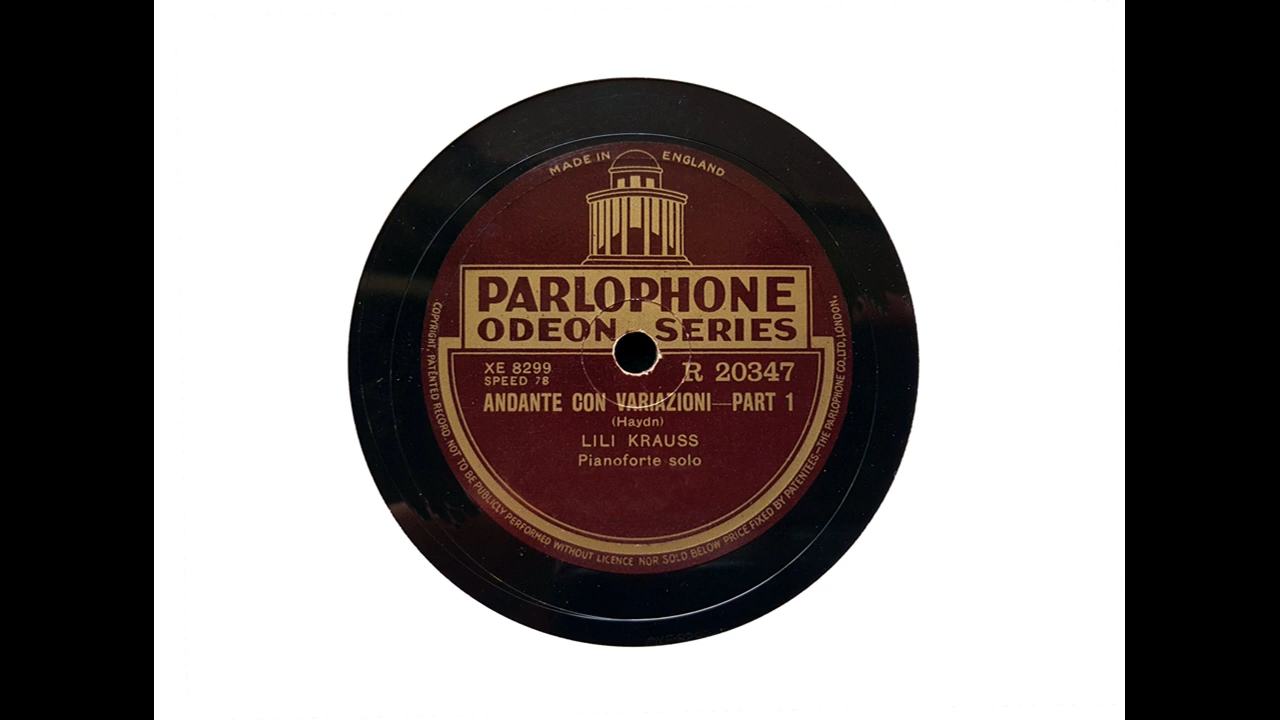 MADE IN ENGLAND
PARLOPHONE
ODEON SERIES
XE 8299
R 20347
SPEED 78
ANDANTE CON VARIAZIONI—PART 1
(Haydn)
LILI KRAUSS
Pianoforte solo
COPYRIGHT. PATENTED RECORD. NOT TO BE PUBLICLY PERFORMED WITHOUT LICENCE NOR SOLD BELOW PRICE FIXED BY PATENTEES—THE PARLOPHONE CO. LTD. LONDON.